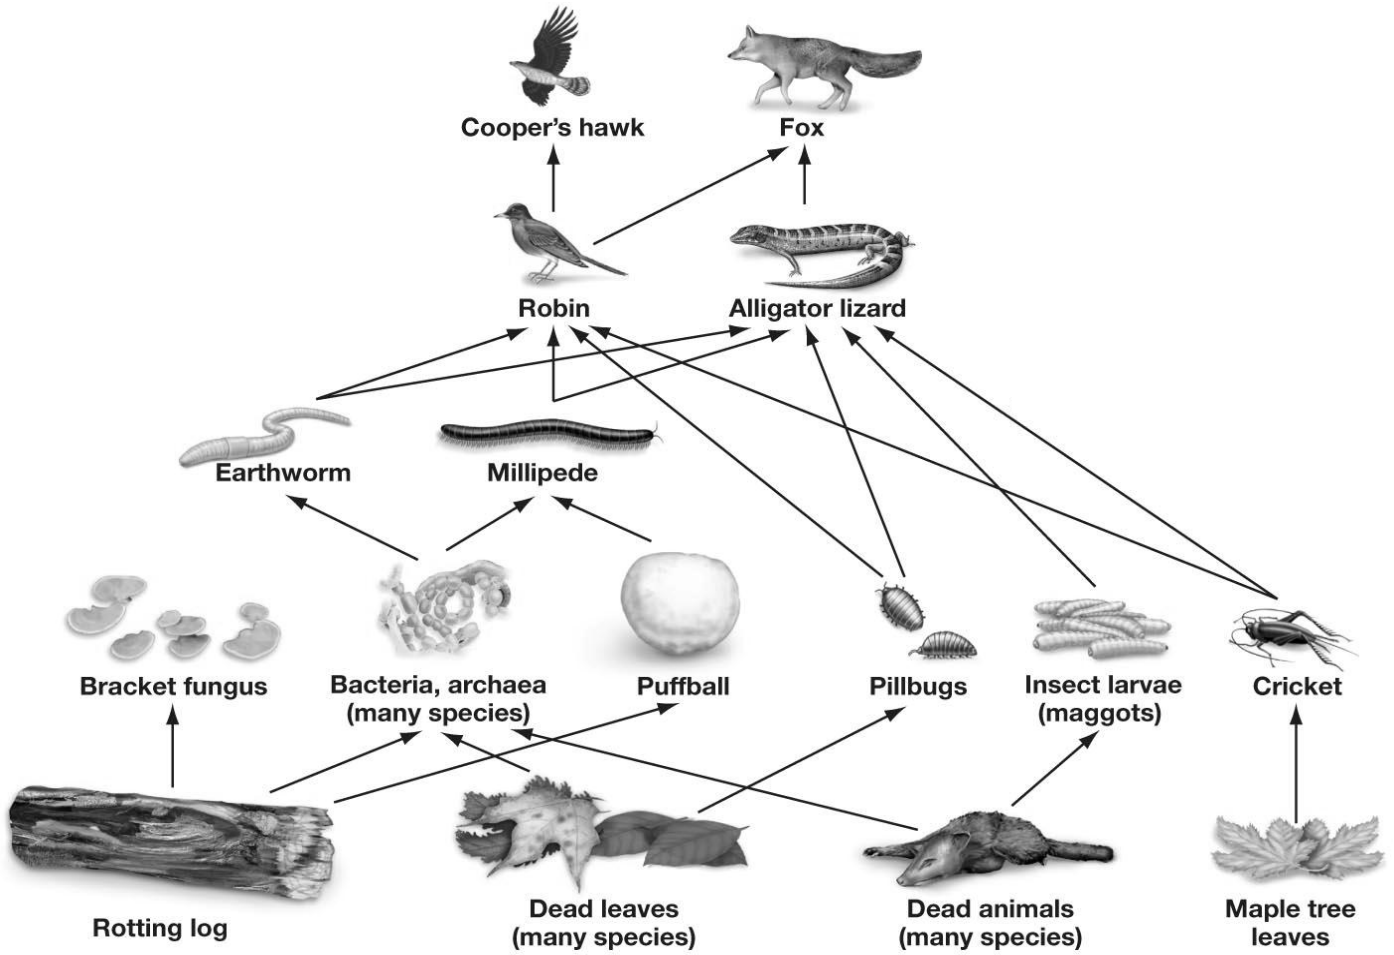 Cooper's hawk
Fox
Robin
Alligator lizard
Earthworm
Millipede
Bracket fungus
Bacteria, archaea
(many species)
Puffball
Pillbugs
Insect larvae
(maggots)
Cricket
Rotting log
Dead leaves
(many species)
Dead animals
(many species)
Maple tree
leaves